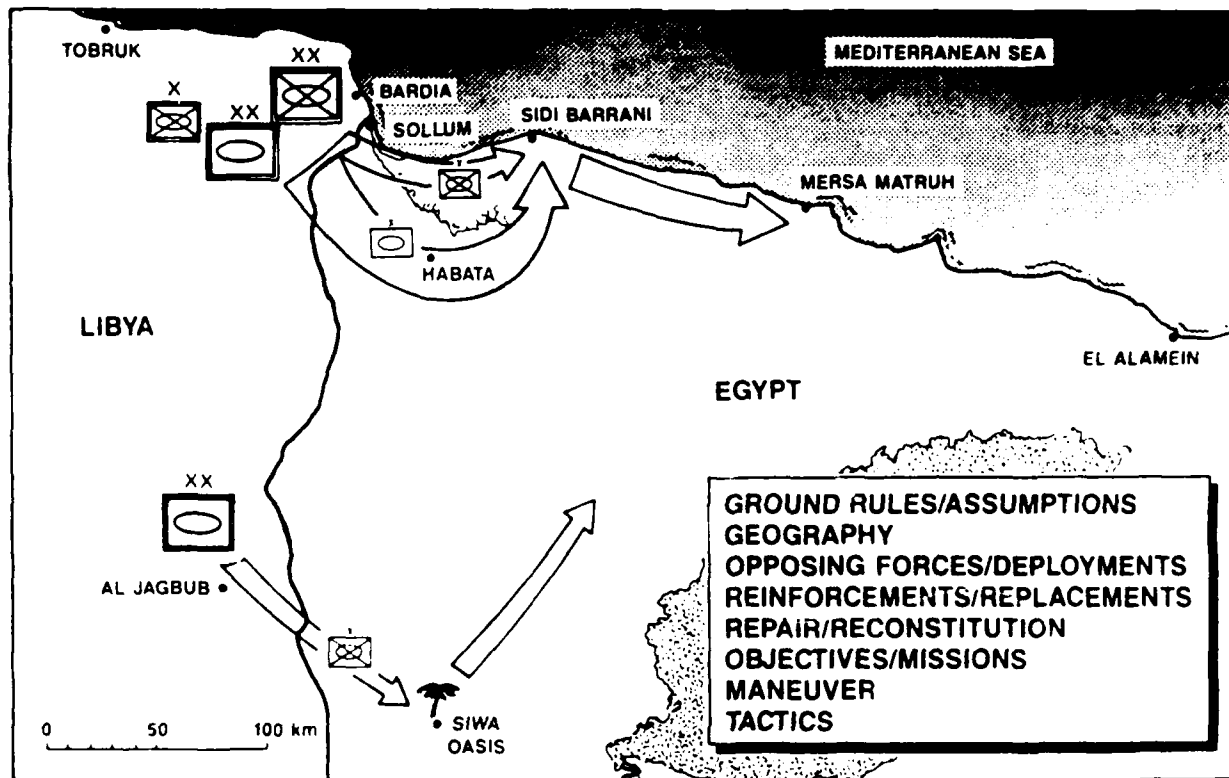 TOBRUK
MEDITERRANEAN SEA
XX
X
BARDIA
XX
SIDI BARRANI
SOLLUM
MERSA MATRUH
HABATA
LIBYA
EL ALAMEIN
EGYPT
XX
AL JAGBUB
GROUND RULES/ASSUMPTIONS
GEOGRAPHY
OPPOSING FORCES/DEPLOYMENTS
REINFORCEMENTS/REPLACEMENTS
REPAIR/RECONSTITUTION
OBJECTIVES/MISSIONS
MANEUVER
TACTICS
SIWA
OASIS
0 50 100 km